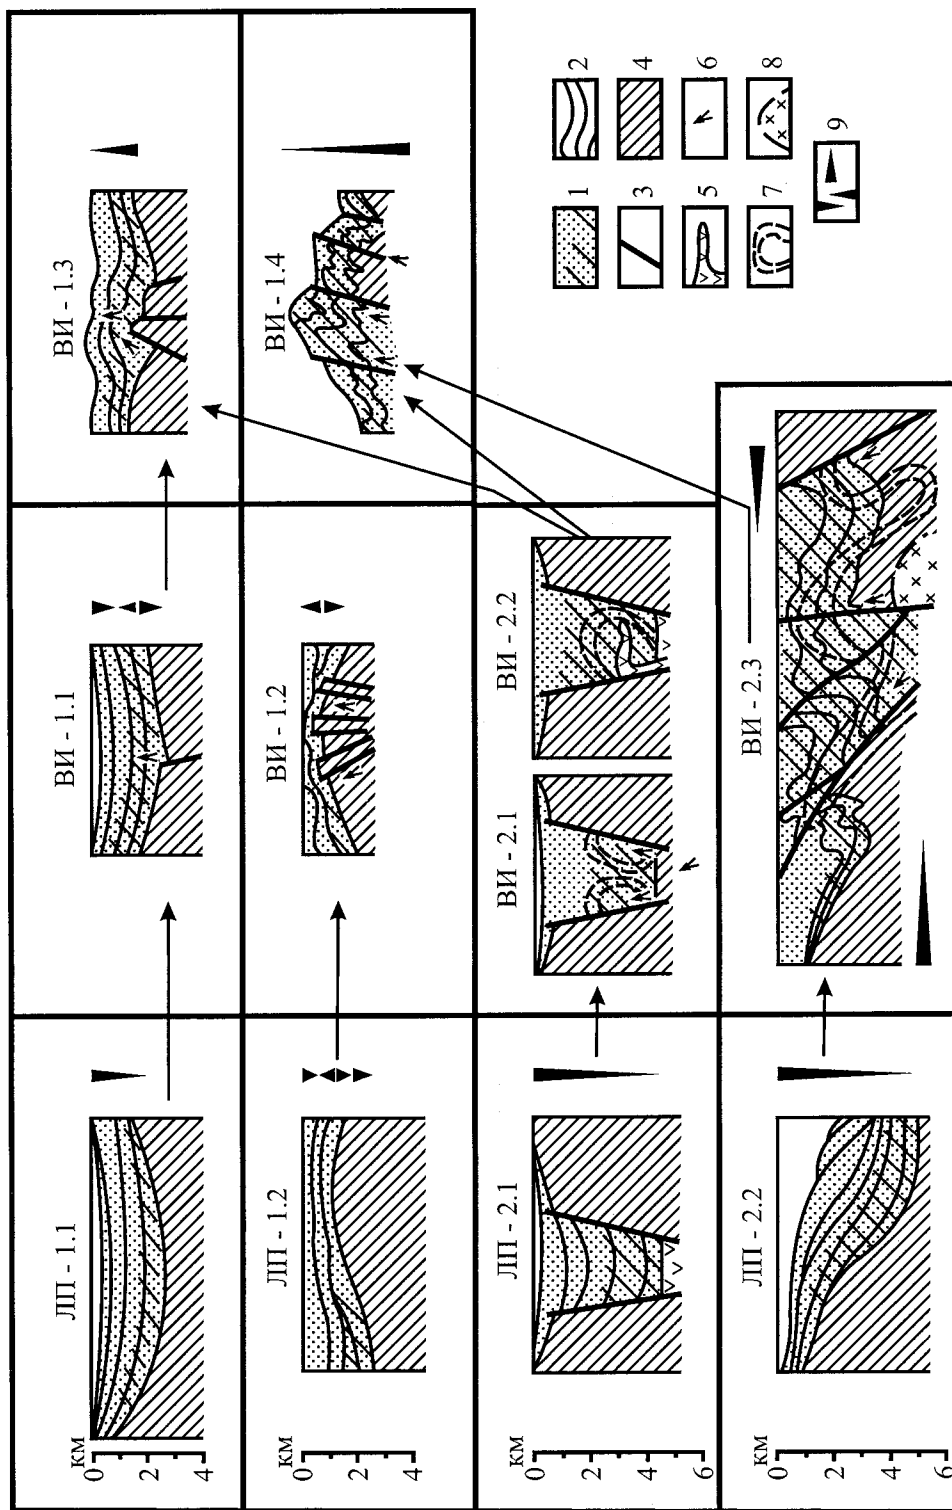 км
0
2
4
ЛП - 1.1
ВИ - 1.1
ВИ - 1.3
км
0
2
4
ЛП - 1.2
ВИ - 1.2
ВИ - 1.4
км
0
2
4
6
ЛП - 2.1
ВИ - 2.1
ВИ - 2.2
км
0
2
4
6
ЛП - 2.2
ВИ - 2.3
1
2
3
4
5
6
7
8
9